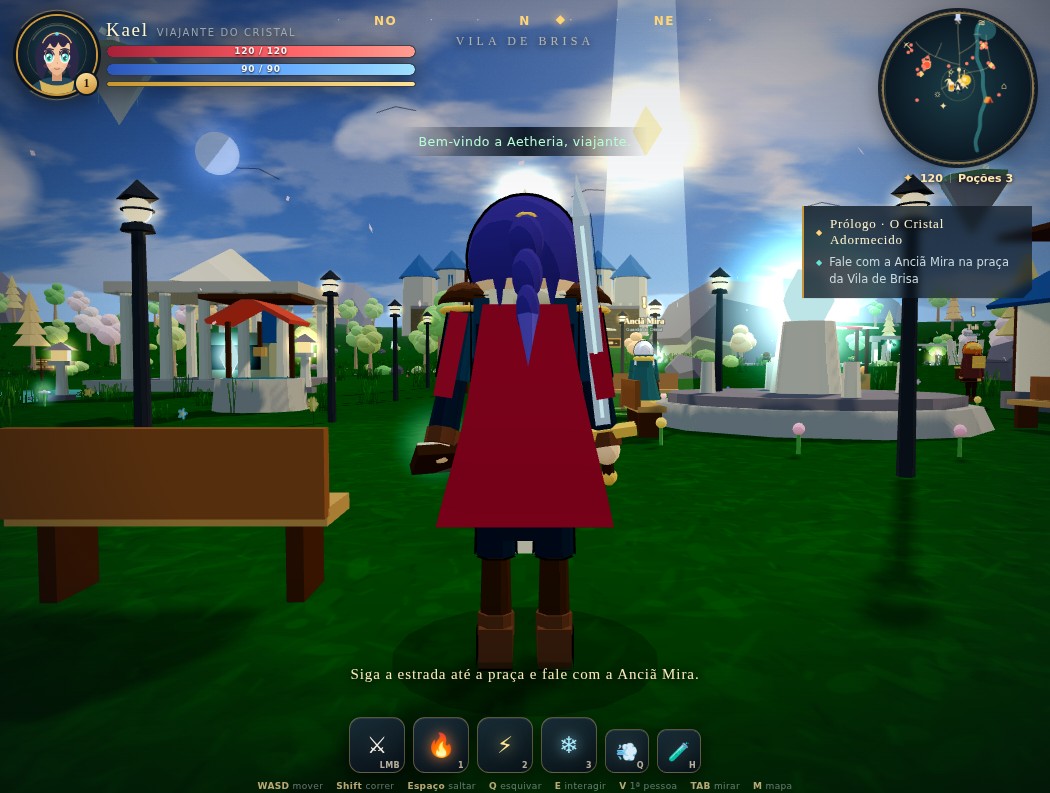 NO
N
NE
Kael VIAJANTE DO CRISTAL
120 / 120
90 / 90
1
VILA DE BRISA
Bem-vindo a Aetheria, viajante.
120 Poções 3
Prólogo · O Cristal
Adormecido
Fale com a Anciã Mira na praça
da Vila de Brisa
!
Anciã Mira
!
Tuli
Siga a estrada até a praça e fale com a Anciã Mira.
LMB
1
2
3
Q
H
WASD mover Shift correr Espaço saltar Q esquivar E interagir V 1ª pessoa TAB mirar M mapa